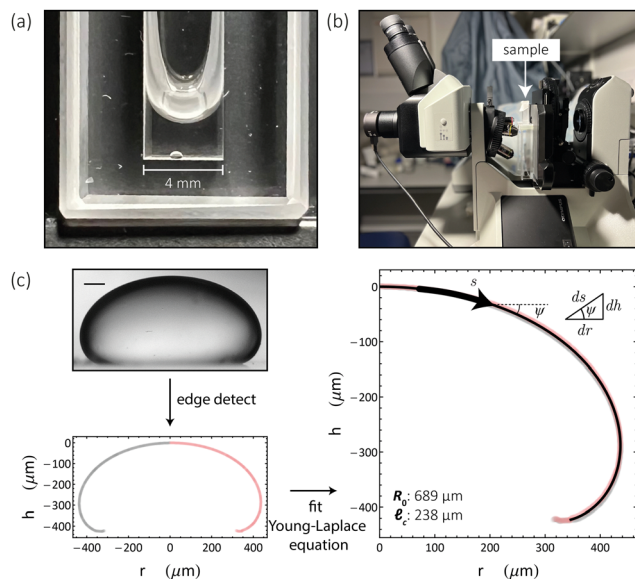 (a)
4 mm
(b)
sample
(c)
edge detect
0
−100
−200
−300
−400
h (μm)
−400 −200 0 200 400
r (μm)
fit
Young-Laplace
equation
0
−100
−200
−300
−400
h (μm)
s
ψ
ds
ψ
dh
dr
R₀: 689 μm
ℓc: 238 μm
0 100 200 300 400
r (μm)